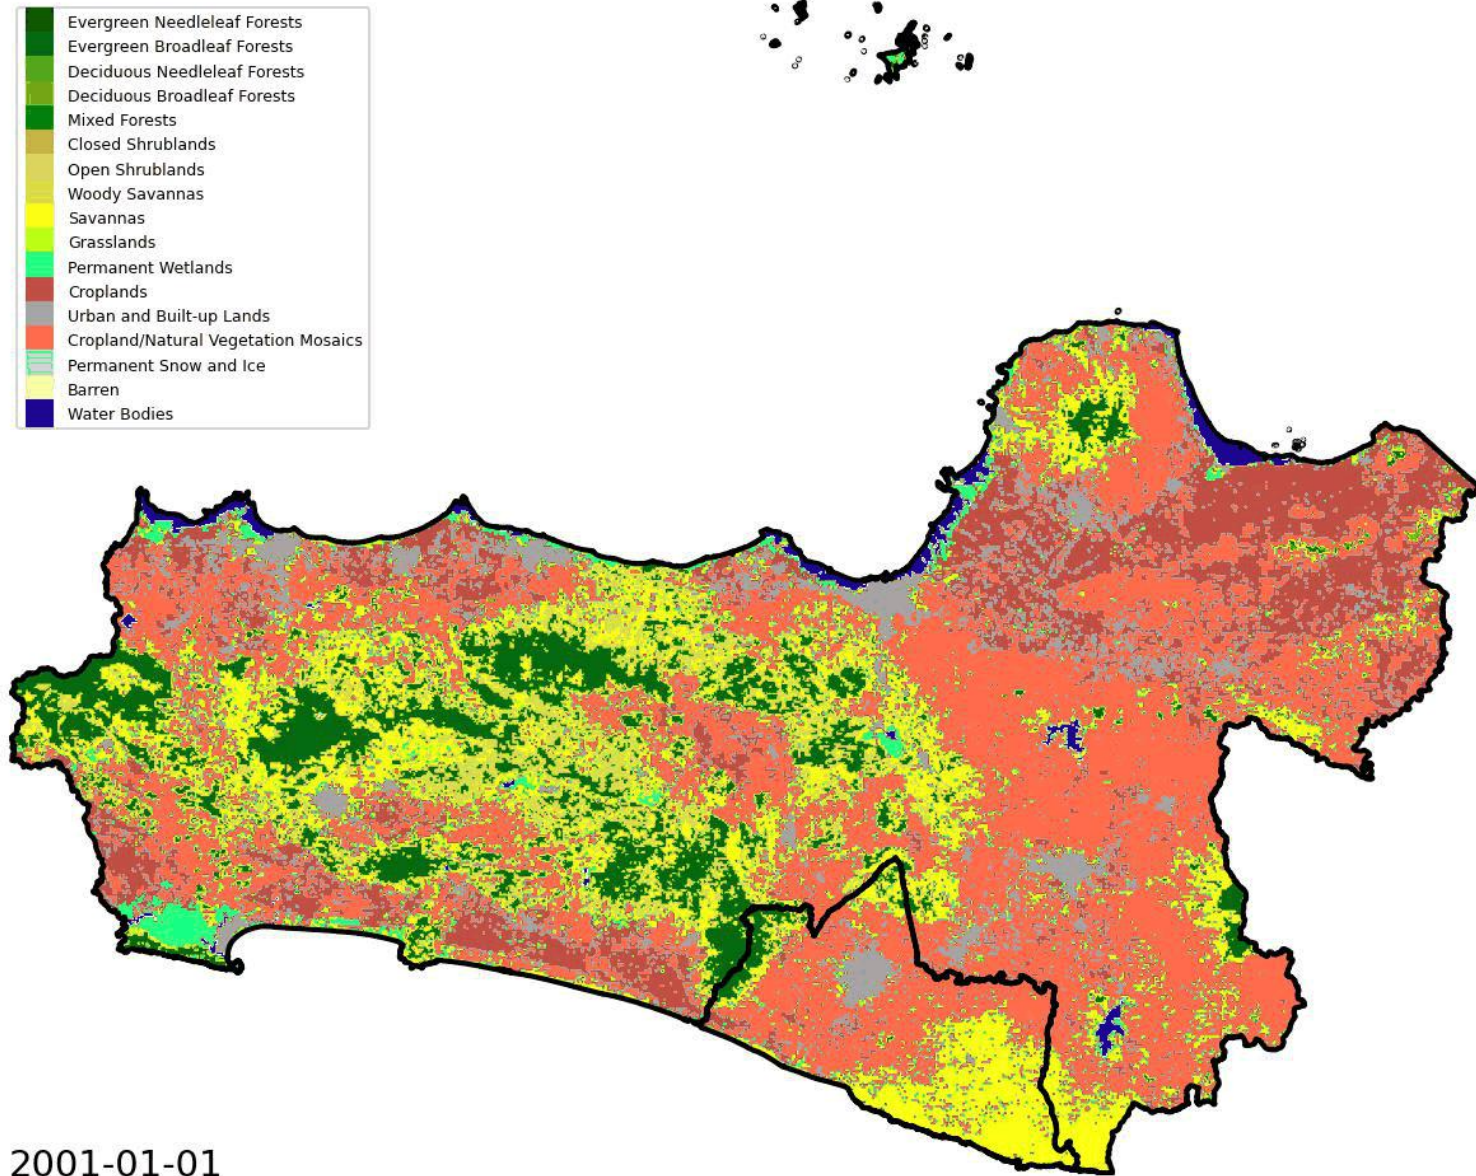 Evergreen Needleleaf Forests
Evergreen Broadleaf Forests
Deciduous Needleleaf Forests
Deciduous Broadleaf Forests
Mixed Forests
Closed Shrublands
Open Shrublands
Woody Savannas
Savannas
Grasslands
Permanent Wetlands
Croplands
Urban and Built-up Lands
Cropland/Natural Vegetation Mosaics
Permanent Snow and Ice
Barren
Water Bodies
2001-01-01